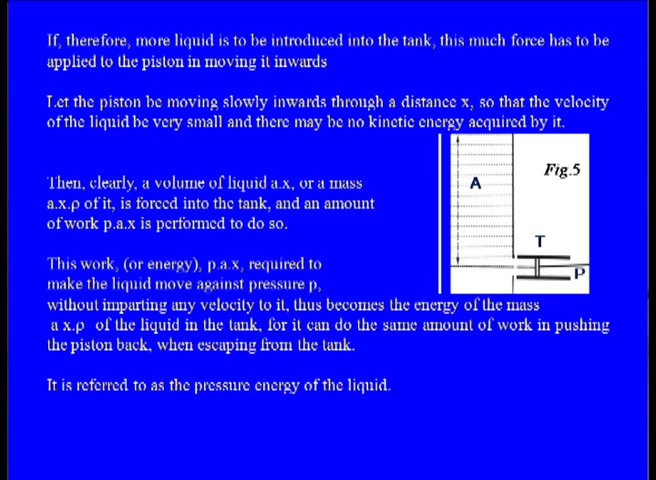 If, therefore, more liquid is to be introduced into the tank, this much force has to be
applied to the piston in moving it inwards
Let the piston be moving slowly inwards through a distance x, so that the velocity
of the liquid be very small and there may be no kinetic energy acquired by it.
Fig.5
A
Then, clearly, a volume of liquid a.x, or a mass
a.x.ρ of it, is forced into the tank, and an amount
of work p.a.x is performed to do so.
T
This work, (or energy), p.a.x, required to
P
make the liquid move against pressure p,
without imparting any velocity to it, thus becomes the energy of the mass
a x.ρ of the liquid in the tank, for it can do the same amount of work in pushing
the piston back, when escaping from the tank.
It is referred to as the pressure energy of the liquid.